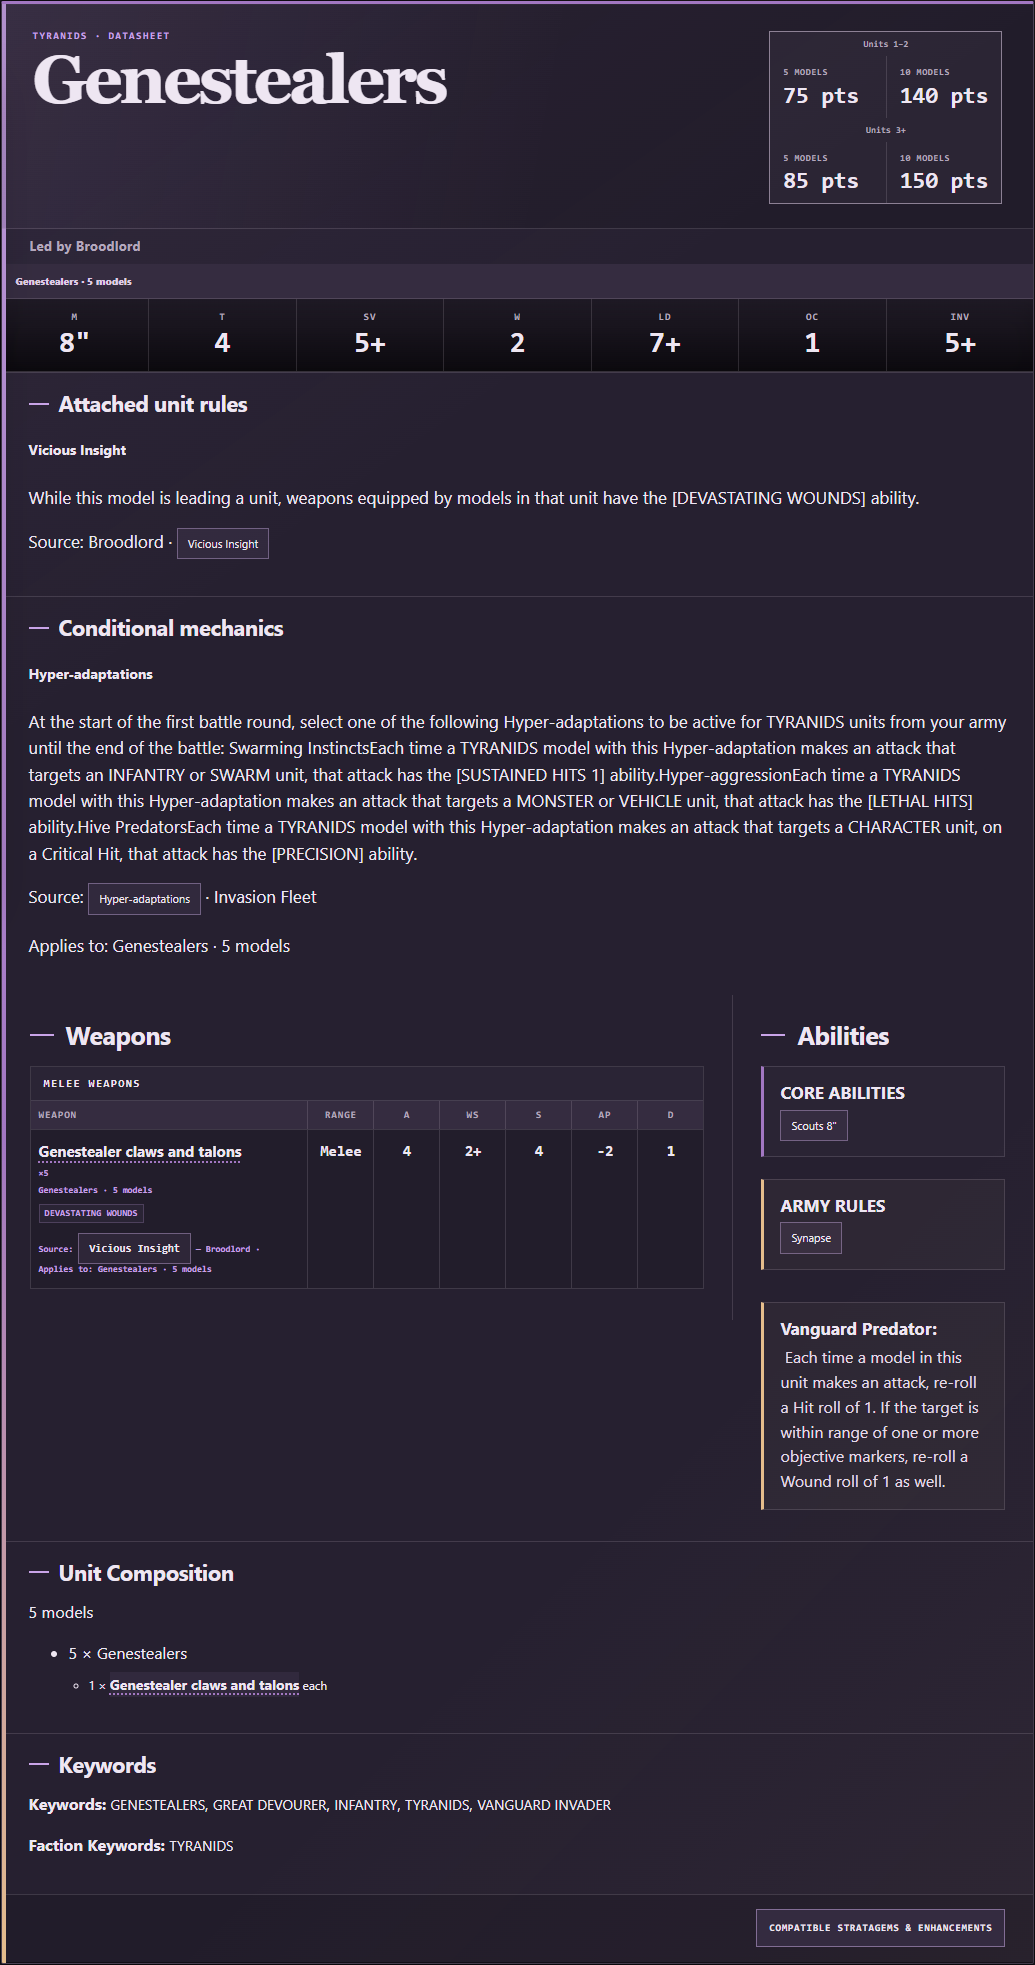 TYRANIDS · DATASHEET
Genestealers
Units 1–2
5 MODELS 10 MODELS
75 pts 140 pts
Units 3+
5 MODELS 10 MODELS
85 pts 150 pts
Led by Broodlord
Genestealers · 5 models
M T SV W LD OC INV
8" 4 5+ 2 7+ 1 5+
Attached unit rules
Vicious Insight
While this model is leading a unit, weapons equipped by models in that unit have the [DEVASTATING WOUNDS] ability.
Source: Broodlord · Vicious Insight
Conditional mechanics
Hyper-adaptations
At the start of the first battle round, select one of the following Hyper-adaptations to be active for TYRANIDS units from your army
until the end of the battle: Swarming InstinctsEach time a TYRANIDS model with this Hyper-adaptation makes an attack that
targets an INFANTRY or SWARM unit, that attack has the [SUSTAINED HITS 1] ability.Hyper-aggressionEach time a TYRANIDS
model with this Hyper-adaptation makes an attack that targets a MONSTER or VEHICLE unit, that attack has the [LETHAL HITS]
ability.Hive PredatorsEach time a TYRANIDS model with this Hyper-adaptation makes an attack that targets a CHARACTER unit, on
a Critical Hit, that attack has the [PRECISION] ability.
Source: Hyper-adaptations · Invasion Fleet
Applies to: Genestealers · 5 models
Weapons
MELEE WEAPONS
WEAPON RANGE A WS S AP D
Genestealer claws and talons Melee 4 2+ 4 -2 1
×5
Genestealers · 5 models
DEVASTATING WOUNDS
Source: Vicious Insight — Broodlord ·
Applies to: Genestealers · 5 models
Abilities
CORE ABILITIES
Scouts 8"
ARMY RULES
Synapse
Vanguard Predator:
Each time a model in this
unit makes an attack, re-roll
a Hit roll of 1. If the target is
within range of one or more
objective markers, re-roll a
Wound roll of 1 as well.
Unit Composition
5 models
• 5 × Genestealers
◦ 1 × Genestealer claws and talons each
Keywords
Keywords: GENESTEALERS, GREAT DEVOURER, INFANTRY, TYRANIDS, VANGUARD INVADER
Faction Keywords: TYRANIDS
COMPATIBLE STRATAGEMS & ENHANCEMENTS